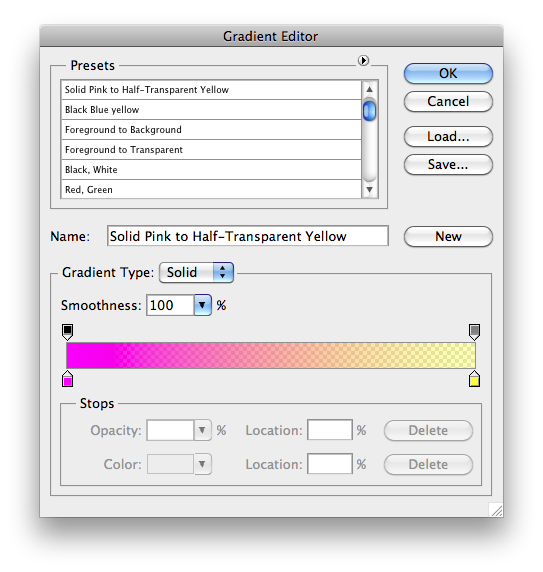 Gradient Editor
Presets
Solid Pink to Half-Transparent Yellow
Black Blue yellow
Foreground to Background
Foreground to Transparent
Black, White
Red, Green
OK
Cancel
Load...
Save...
Name: Solid Pink to Half-Transparent Yellow
New
Gradient Type: Solid
Smoothness: 100 %
Stops
Opacity: % Location: % Delete
Color: Location: % Delete